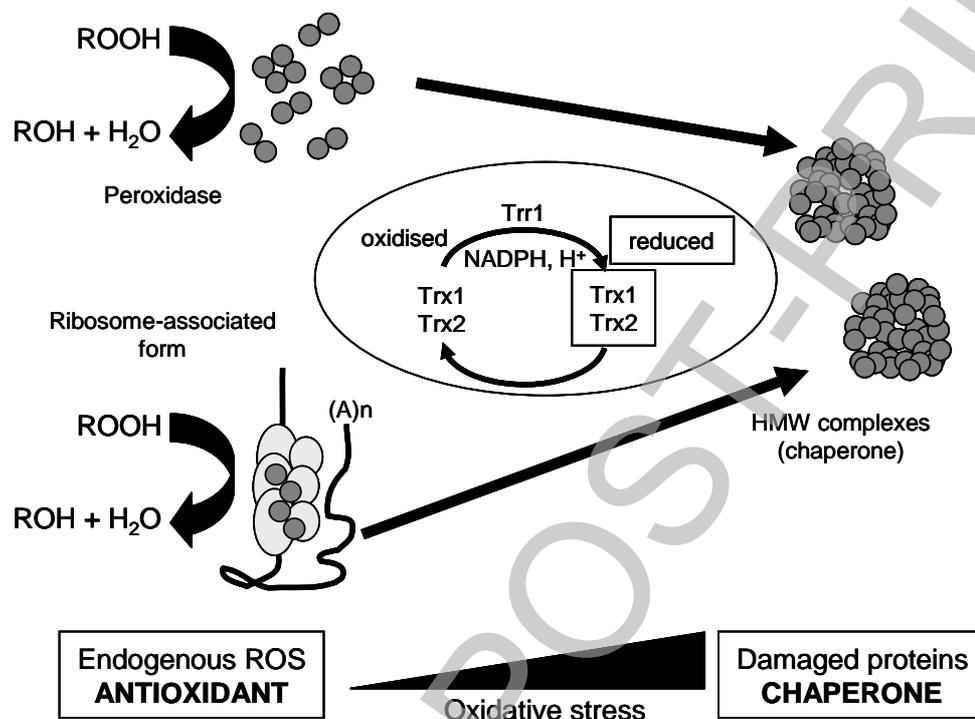 ROOH
ROH + H₂O
Peroxidase
Trr1
oxidised
NADPH, H⁺
reduced
Trx1
Trx2
Trx1
Trx2
Ribosome-associated
form
ROOH
(A)n
ROH + H₂O
HMW complexes
(chaperone)
Endogenous ROS
ANTIOXIDANT
Oxidative stress
Damaged proteins
CHAPERONE
POST-PRI